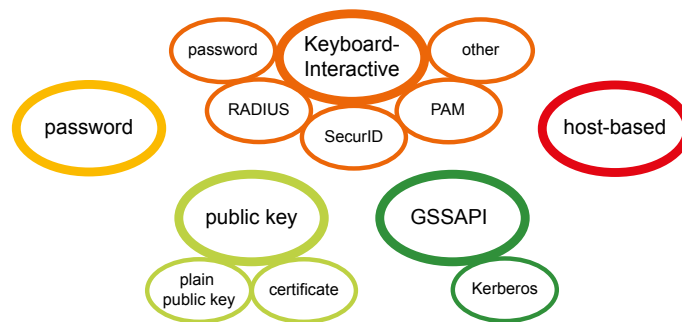 Keyboard-
Interactive
password
other
RADIUS
PAM
SecurID
password
host-based
public key
GSSAPI
plain
public key
certificate
Kerberos